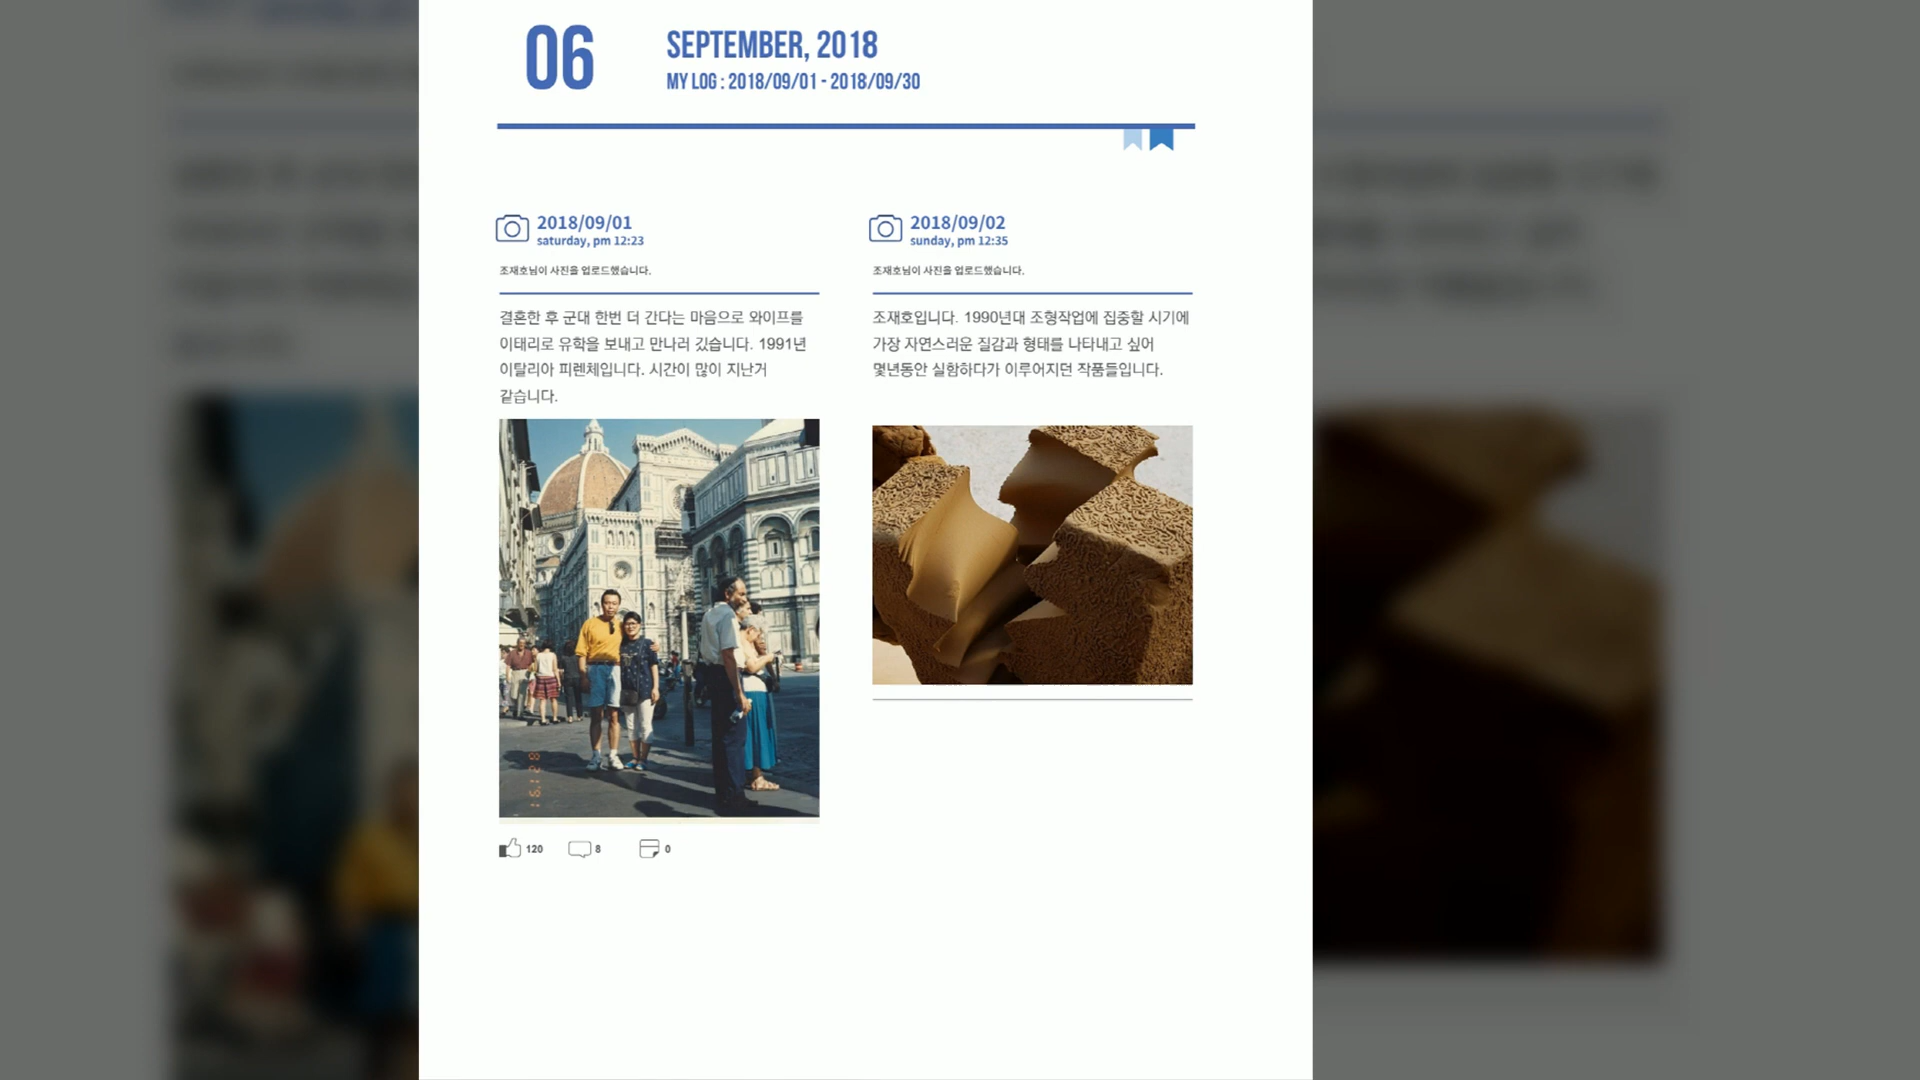 06
SEPTEMBER, 2018
MY LOG : 2018/09/01 - 2018/09/30
2018/09/01
saturday, pm 12:23
조재호님이 사진을 업로드했습니다.
결혼한 후 군대 한번 더 간다는 마음으로 와이프를
이태리로 유학을 보내고 만나러 깄습니다. 1991년
이탈리아 피렌체입니다. 시간이 많이 지난거
같습니다.
120
8
0
2018/09/02
sunday, pm 12:35
조재호님이 사진을 업로드했습니다.
조재호입니다. 1990년대 조형작업에 집중할 시기에
가장 자연스러운 질감과 형태를 나타내고 싶어
몇년동안 실함하다가 이루어지던 작품들입니다.